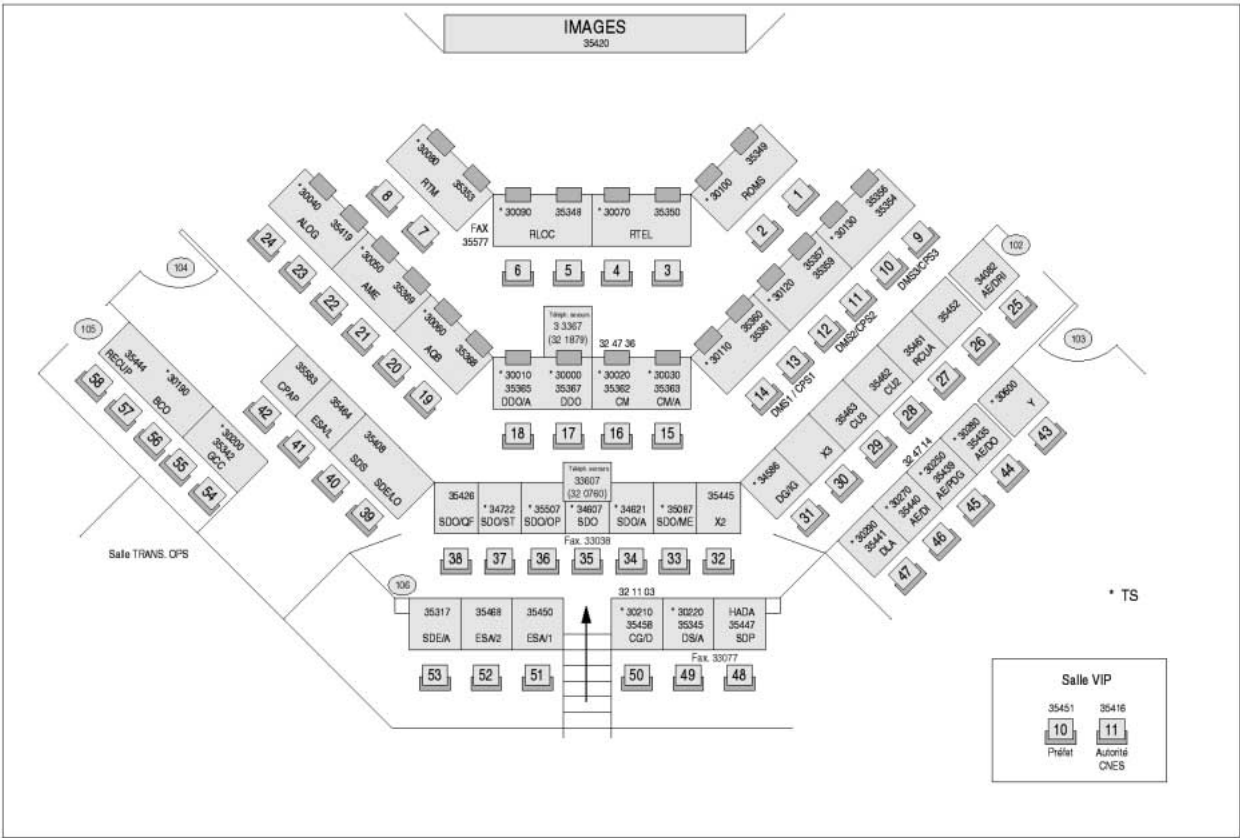 IMAGES
35420
* 30080
RTM
35353
8
7
FAX
35577
* 30090
35348
RLOC
* 30070
35350
RTEL
6
5
4
3
* 30100
35349
ROMS
1
2
* 30040
ALOG
35419
* 30050
AME
35369
* 30060
AQB
35368
24
23
22
21
20
19
35356
35354
* 30130
35357
35359
* 30120
35360
35361
* 30110
9
DMS3/CPS3
10
11
DMS2/CPS2
12
13
DMS1 / CPS1
14
Téléph. secours
3 3367
(32 1879)
32 47 36
* 30010
35365
DDO/A
* 30000
35367
DDO
* 30020
35362
CM
* 30030
35363
CM/A
18
17
16
15
104
105
35444
RECUP
* 30190
BCO
* 30200
35342
GCC
58
57
56
55
54
Salle TRANS. OPS
35583
CPAP
35464
ESA/L
35408
SDIS
SDE/LO
42
41
40
39
Téléph. secours
33607
(32 0760)
35426
SDO/QF
* 34722
SDO/ST
* 35507
SDO/OP
* 34607
SDO
* 34621
SDO/A
* 35087
SDO/ME
35445
X2
Fax. 33038
38
37
36
35
34
33
32
102
34082
AE/DRI
35452
35461
RCUA
35462
CU2
35463
CU3
X3
* 34586
DG/IG
25
26
27
28
29
30
31
103
* 30600
Y
* 30280
35435
AE/DO
32 47 14
* 30250
35439
AE/PDG
* 30270
35440
AE/DI
* 30290
35441
DLA
43
44
45
46
47
106
35317
SDE/A
35468
ESA/2
35450
ESA/1
53
52
51
32 11 03
* 30210
35458
CG/D
* 30220
35345
DS/A
HADA
35447
SDP
Fax. 33077
50
49
48
* TS
Salle VIP
35451
35416
10
11
Préfet
Autorité
CNES